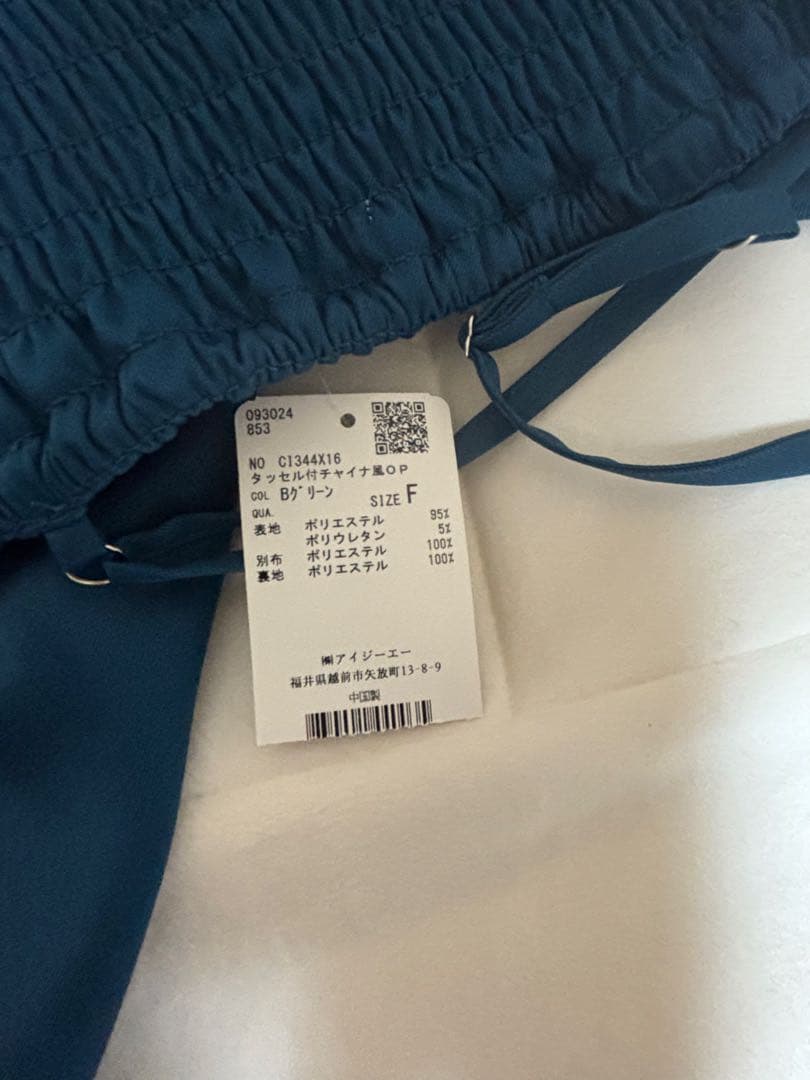 093024
853
NO CI344X16
タッセル付チャイナ風OP
COL Bグリーン SIZE F
QUA.
表地 ポリエステル 95%
ポリウレタン 5%
別布 ポリエステル 100%
裏地 ポリエステル 100%
㈱アイジーエー
福井県越前市矢放町13-8-9
中国製